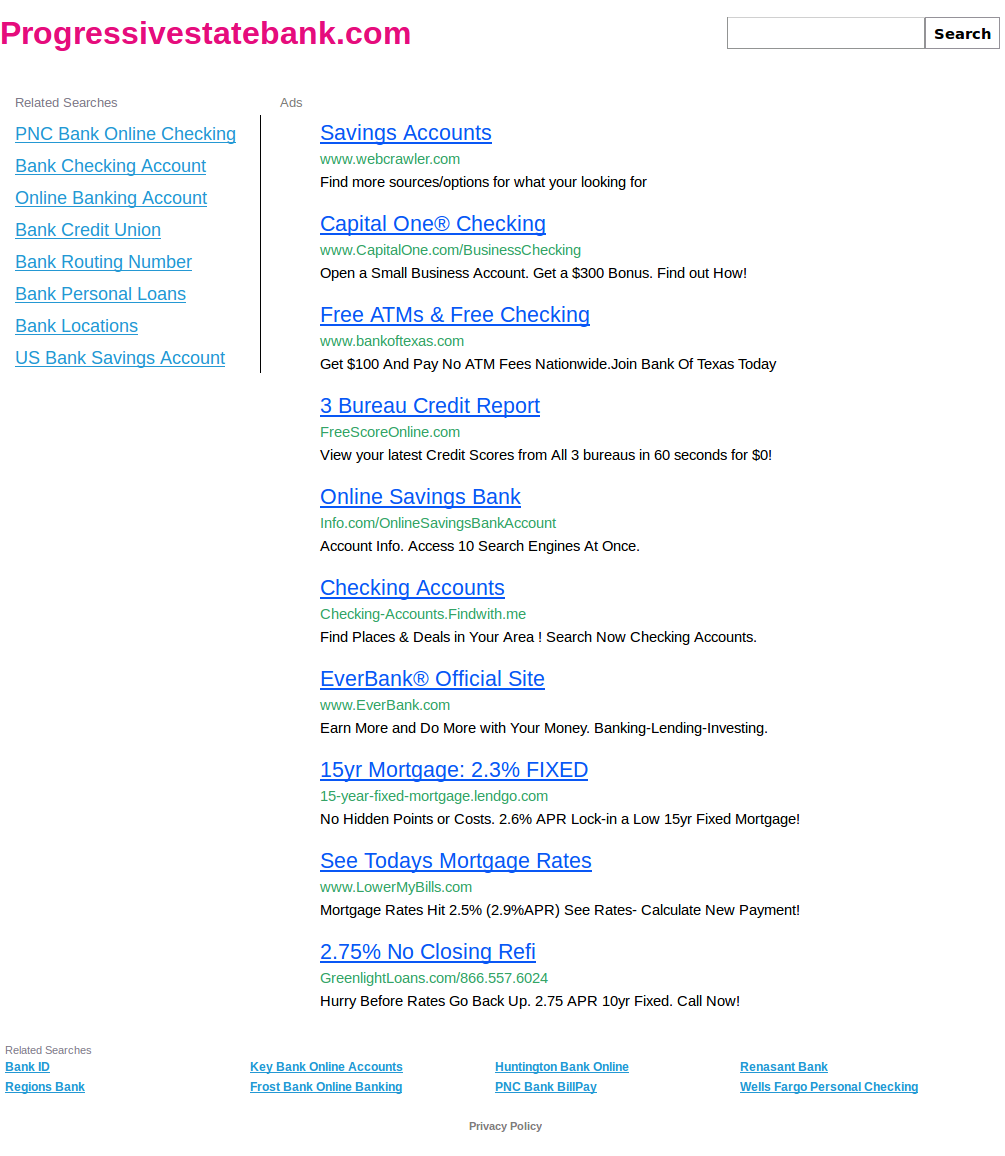 Progressivestatebank.com
Search
Related Searches
PNC Bank Online Checking
Bank Checking Account
Online Banking Account
Bank Credit Union
Bank Routing Number
Bank Personal Loans
Bank Locations
US Bank Savings Account
Ads
Savings Accounts
www.webcrawler.com
Find more sources/options for what your looking for
Capital One® Checking
www.CapitalOne.com/BusinessChecking
Open a Small Business Account. Get a $300 Bonus. Find out How!
Free ATMs & Free Checking
www.bankoftexas.com
Get $100 And Pay No ATM Fees Nationwide.Join Bank Of Texas Today
3 Bureau Credit Report
FreeScoreOnline.com
View your latest Credit Scores from All 3 bureaus in 60 seconds for $0!
Online Savings Bank
Info.com/OnlineSavingsBankAccount
Account Info. Access 10 Search Engines At Once.
Checking Accounts
Checking-Accounts.Findwith.me
Find Places & Deals in Your Area ! Search Now Checking Accounts.
EverBank® Official Site
www.EverBank.com
Earn More and Do More with Your Money. Banking-Lending-Investing.
15yr Mortgage: 2.3% FIXED
15-year-fixed-mortgage.lendgo.com
No Hidden Points or Costs. 2.6% APR Lock-in a Low 15yr Fixed Mortgage!
See Todays Mortgage Rates
www.LowerMyBills.com
Mortgage Rates Hit 2.5% (2.9%APR) See Rates- Calculate New Payment!
2.75% No Closing Refi
GreenlightLoans.com/866.557.6024
Hurry Before Rates Go Back Up. 2.75 APR 10yr Fixed. Call Now!
Related Searches
Bank ID Key Bank Online Accounts Huntington Bank Online Renasant Bank
Regions Bank Frost Bank Online Banking PNC Bank BillPay Wells Fargo Personal Checking
Privacy Policy